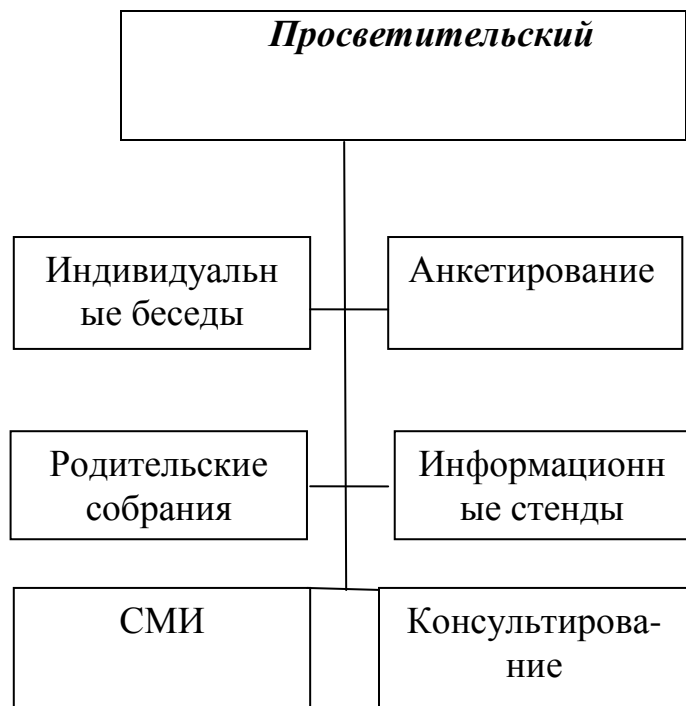 Просветительский
Индивидуальн
ые беседы
Анкетирование
Родительские
собрания
Информационн
ые стенды
СМИ
Консультирова-
ние